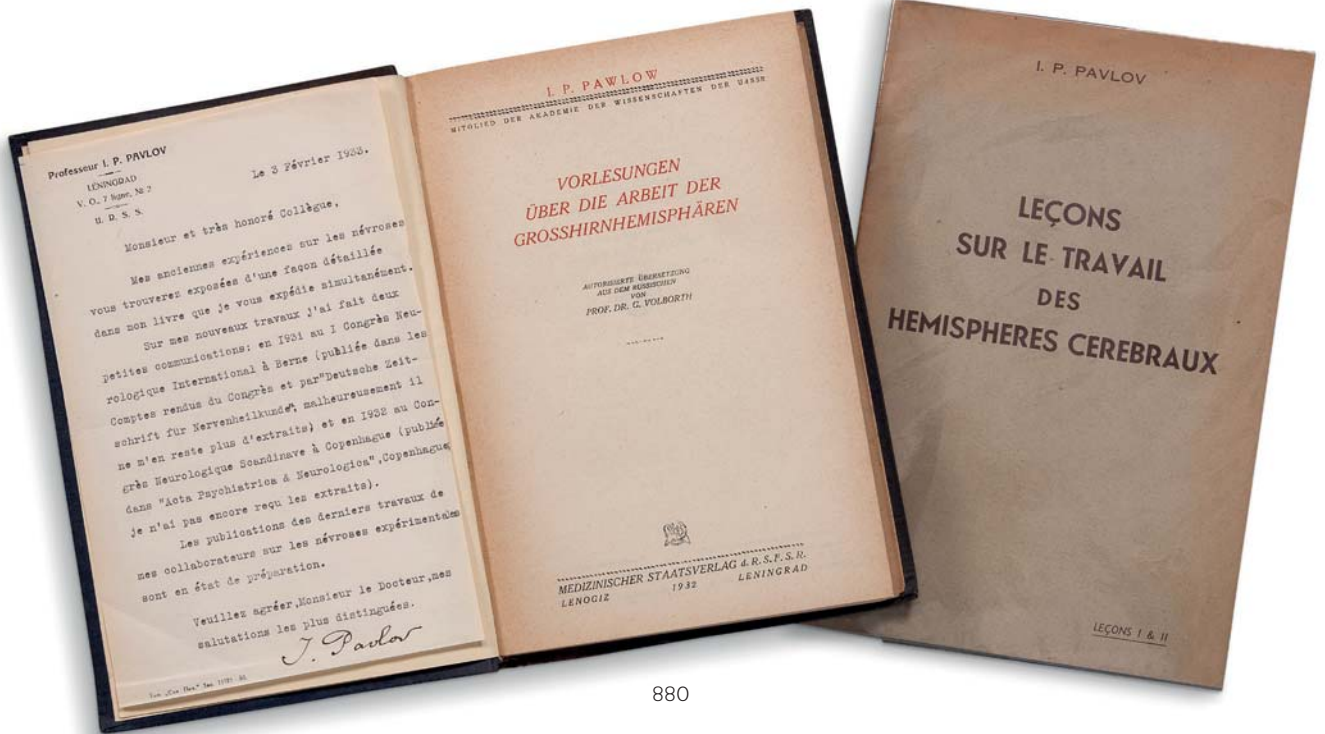 Professeur I. P. PAVLOV
LENINGRAD
V. O., 7 ligne, № 2
U. R. S. S.
Le 3 Février 1933.
Monsieur et très honoré Collègue,
Mes anciennes expériences sur les névroses
vous trouverez exposées d'une façon détaillée
dans mon livre que je vous expédie simultanément.
Sur mes nouveaux travaux j'ai fait deux
petites communications: en 1931 au I Congrès Neu-
rologique International à Berne (publiée dans les
Comptes rendus du Congrès et par"Deutsche Zeit-
schrift für Nervenheilkunde", malheureusement il
ne m'en reste plus d'extraits) et en 1932 au Con-
grès Neurologique Scandinave à Copenhague (publiée
dans "Acta Psychiatrica & Neurologica",Copenhague,
je n'ai pas encore reçu les extraits).
Les publications des derniers travaux de
mes collaborateurs sur les névroses expérimentales
sont en état de préparation.
Veuillez agréer,Monsieur le Docteur,mes
salutations les plus distinguées.
J. Pavlov
I. P. PAWLOW
MITGLIED DER AKADEMIE DER WISSENSCHAFTEN DER UdSSR
VORLESUNGEN
ÜBER DIE ARBEIT DER
GROSSHIRNHEMISPHÄREN
AUTORISIERTE ÜBERSETZUNG
AUS DEM RUSSISCHEN
VON
PROF. DR. G. VOLBORTH
MEDIZINISCHER STAATSVERLAG d. R. S. F. S. R.
LENOGIZ 1932 LENINGRAD
I. P. PAVLOV
LEÇONS
SUR LE TRAVAIL
DES
HEMISPHERES CEREBRAUX
LEÇONS I & II
880